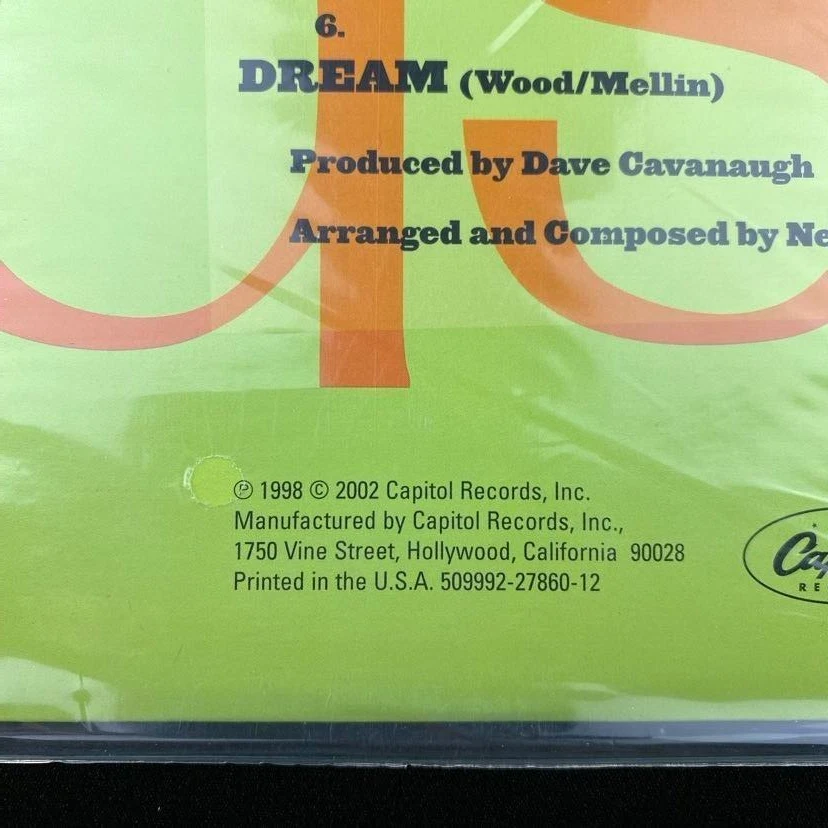 6.
DREAM (Wood/Mellin)
Produced by Dave Cavanaugh
Arranged and Composed by Ne
℗ 1998 © 2002 Capitol Records, Inc.
Manufactured by Capitol Records, Inc.,
1750 Vine Street, Hollywood, California 90028
Printed in the U.S.A. 509992-27860-12